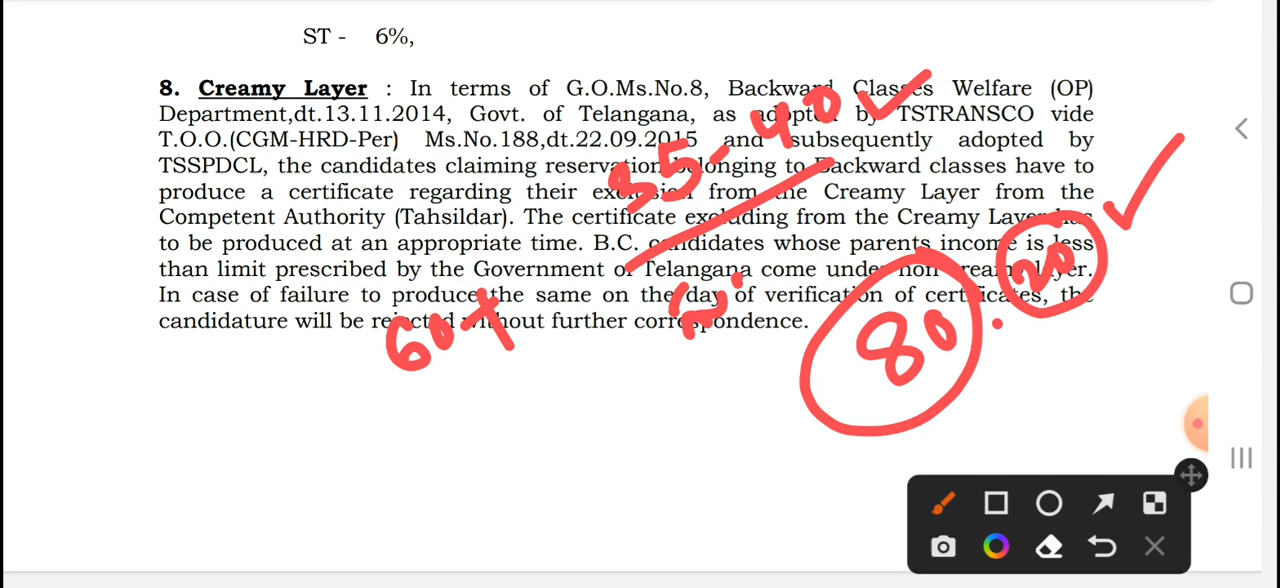 ST - 6%,
8. Creamy Layer : In terms of G.O.Ms.No.8, Backward Classes Welfare (OP)
Department,dt.13.11.2014, Govt. of Telangana, as adopted by TSTRANSCO vide
T.O.O.(CGM-HRD-Per) Ms.No.188,dt.22.09.2015 and subsequently adopted by
TSSPDCL, the candidates claiming reservation belonging to Backward classes have to
produce a certificate regarding their exclusion from the Creamy Layer from the
Competent Authority (Tahsildar). The certificate excluding from the Creamy Layer has
to be produced at an appropriate time. B.C. candidates whose parents income is less
than limit prescribed by the Government of Telangana come under non creamy layer.
In case of failure to produce the same on the day of verification of certificates, the
candidature will be rejected without further correspondence.
35-40
20
80
60+